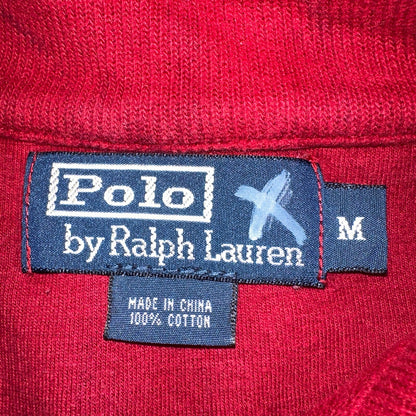 Polo
by Ralph Lauren
M
MADE IN CHINA
100% COTTON